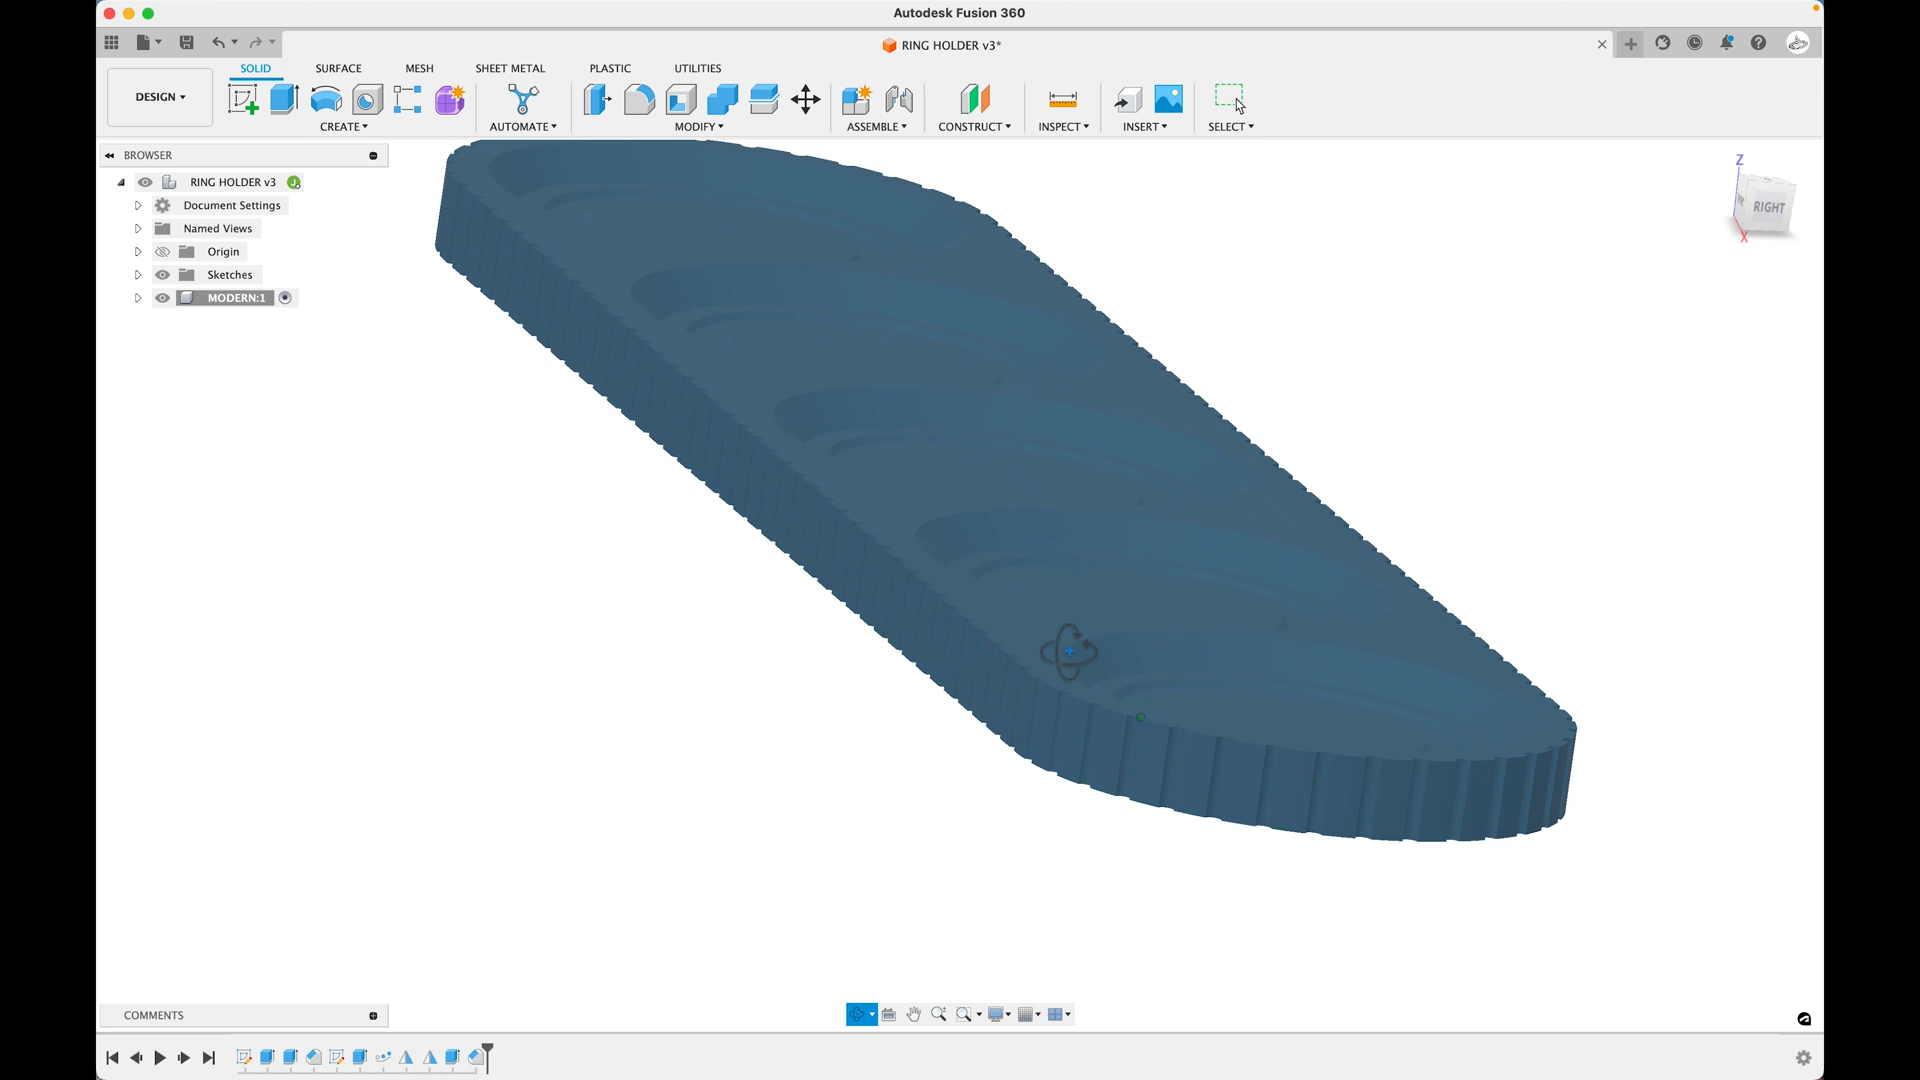 Autodesk Fusion 360
RING HOLDER v3*
SOLID SURFACE MESH SHEET METAL PLASTIC UTILITIES
DESIGN
CREATE AUTOMATE MODIFY ASSEMBLE CONSTRUCT INSPECT INSERT SELECT
BROWSER
RING HOLDER v3
Document Settings
Named Views
Origin
Sketches
MODERN:1
Z
RIGHT
X
COMMENTS